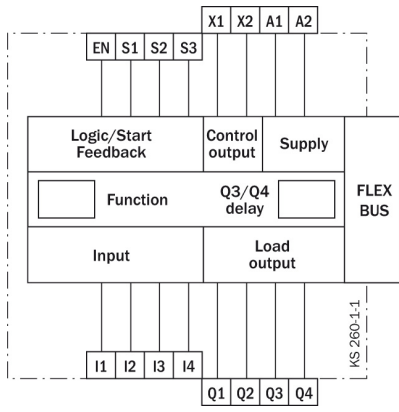 X1 X2 A1 A2
EN S1 S2 S3
Logic/Start
Feedback
Control
output
Supply
Function
Q3/Q4
delay
FLEX
BUS
Input
Load
output
KS 260-1-1
I1 I2 I3 I4
Q1 Q2 Q3 Q4